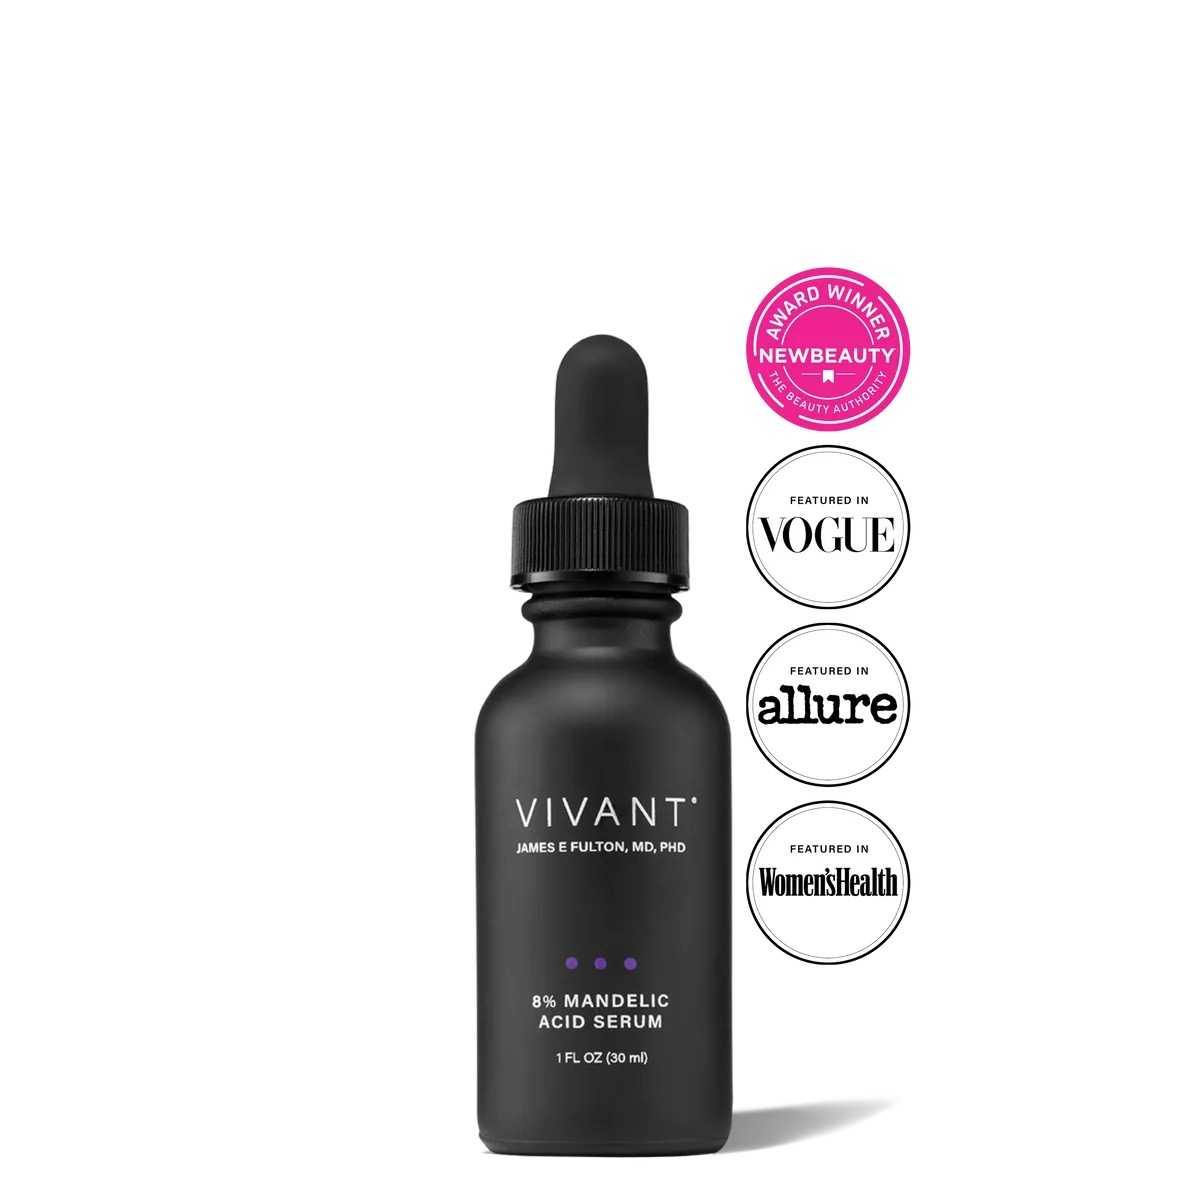 AWARD WINNER
NEWBEAUTY
THE BEAUTY AUTHORITY
FEATURED IN
VOGUE
FEATURED IN
allure
FEATURED IN
Women'sHealth
VIVANT
JAMES E FULTON, MD, PHD
8% MANDELIC
ACID SERUM
1 FL OZ (30 ml)